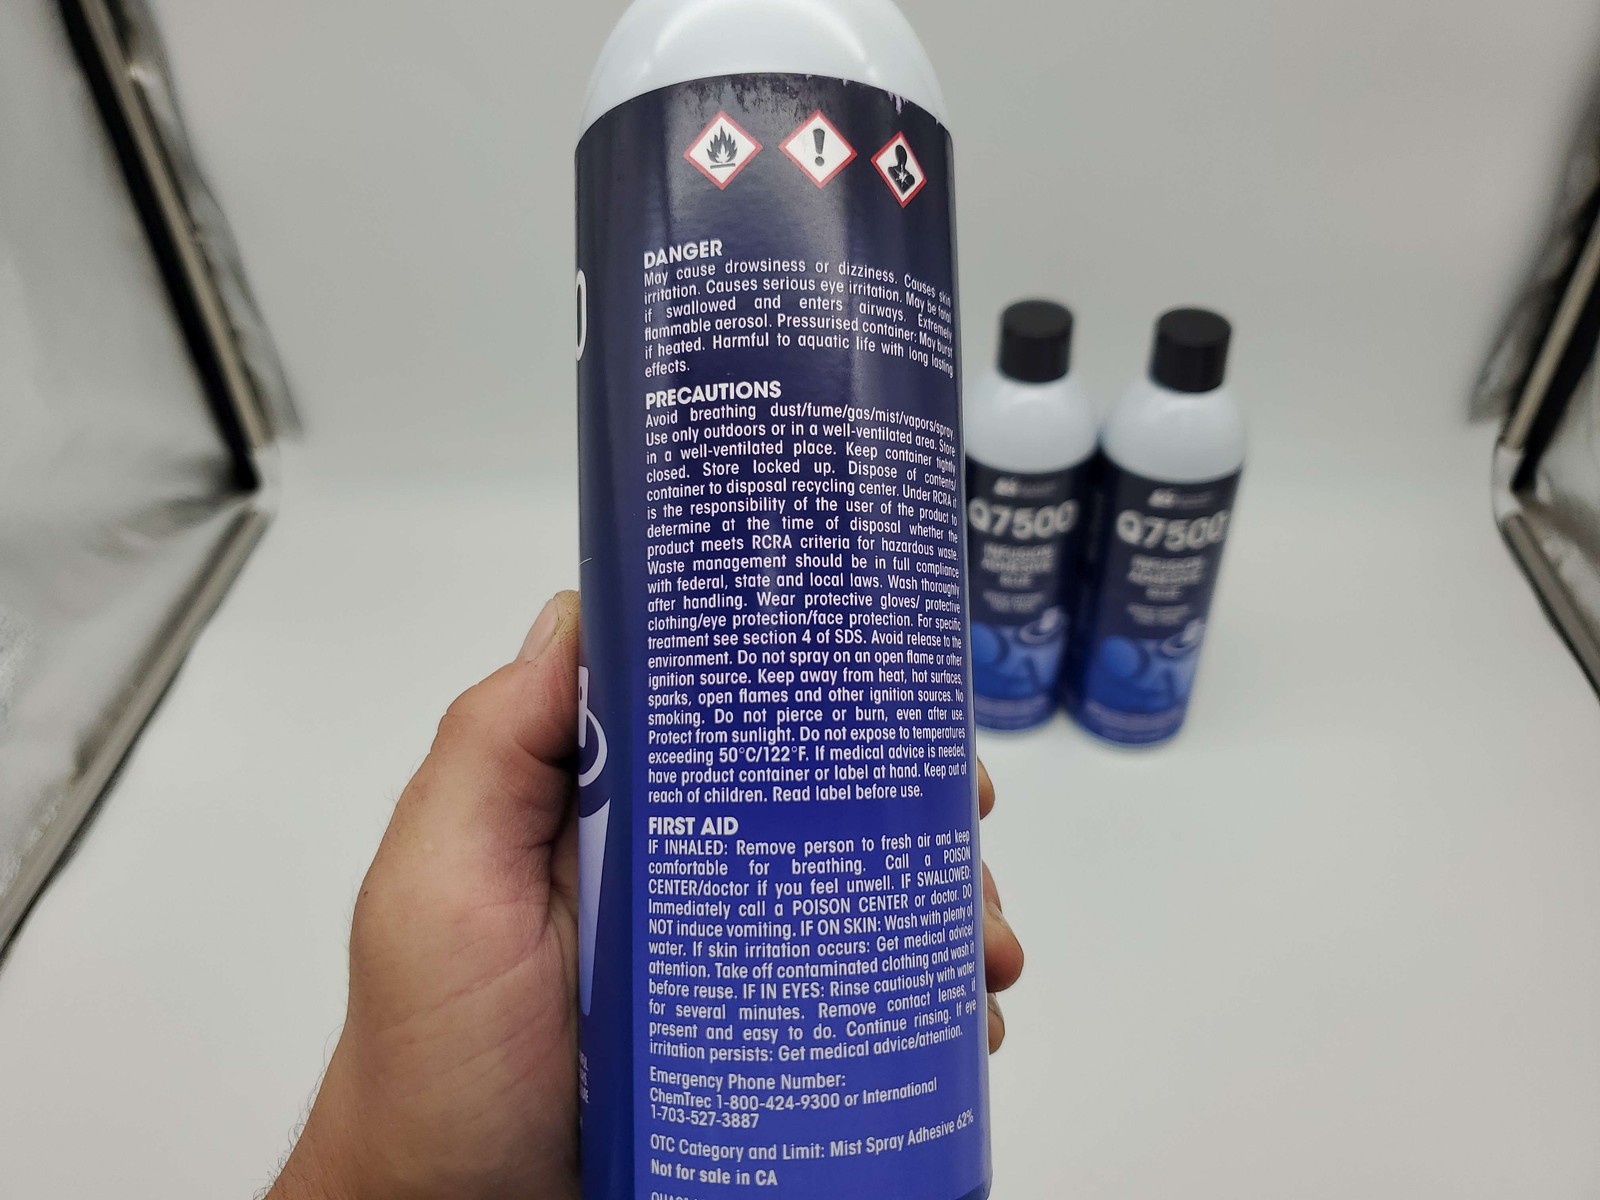 DANGER
May cause drowsiness or dizziness. Causes skin
irritation. Causes serious eye irritation. May be fatal
if swallowed and enters airways. Extremely
flammable aerosol. Pressurised container: May burst
if heated. Harmful to aquatic life with long lasting
effects.
PRECAUTIONS
Avoid breathing dust/fume/gas/mist/vapors/spray.
Use only outdoors or in a well-ventilated area. Store
in a well-ventilated place. Keep container tightly
closed. Store locked up. Dispose of contents/
container to disposal recycling center. Under RCRA it
is the responsibility of the user of the product to
determine at the time of disposal whether the
product meets RCRA criteria for hazardous waste.
Waste management should be in full compliance
with federal, state and local laws. Wash thoroughly
after handling. Wear protective gloves/ protective
clothing/eye protection/face protection. For specific
treatment see section 4 of SDS. Avoid release to the
environment. Do not spray on an open flame or other
ignition source. Keep away from heat, hot surfaces,
sparks, open flames and other ignition sources. No
smoking. Do not pierce or burn, even after use.
Protect from sunlight. Do not expose to temperatures
exceeding 50°C/122°F. If medical advice is needed,
have product container or label at hand. Keep out of
reach of children. Read label before use.
FIRST AID
IF INHALED: Remove person to fresh air and keep
comfortable for breathing. Call a POISON
CENTER/doctor if you feel unwell. IF SWALLOWED:
Immediately call a POISON CENTER or doctor. DO
NOT induce vomiting. IF ON SKIN: Wash with plenty of
water. If skin irritation occurs: Get medical advice/
attention. Take off contaminated clothing and wash it
before reuse. IF IN EYES: Rinse cautiously with water
for several minutes. Remove contact lenses, if
present and easy to do. Continue rinsing. If eye
irritation persists: Get medical advice/attention.
Emergency Phone Number:
ChemTrec 1-800-424-9300 or International
1-703-527-3887
OTC Category and Limit: Mist Spray Adhesive 62%
Not for sale in CA
Q7500
INFUSION
ADHESIVE
BLUE
Q7500
INFUSION
ADHESIVE
BLUE